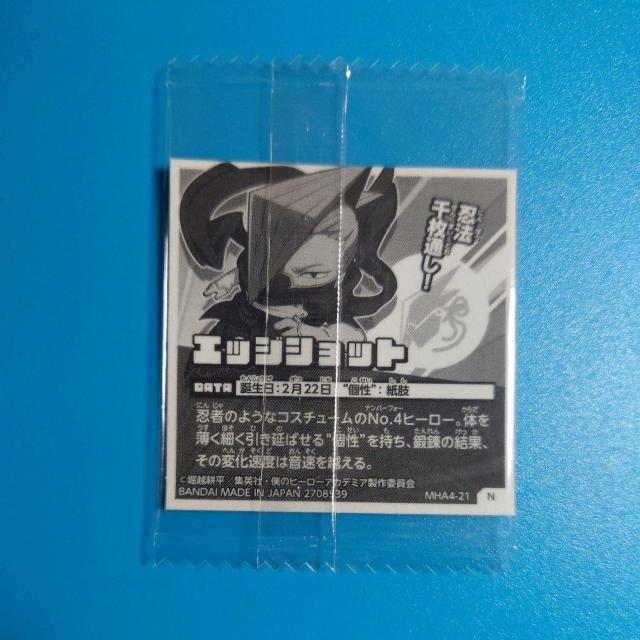 忍法
千枚通し!
エッジショット
DATA 誕生日:2月22日 "個性":紙肢
忍者のようなコスチュームのNo.4ヒーロー。体を
薄く細く引き延ばせる"個性"を持ち、鍛錬の結果、
その変化速度は音速を越える。
©堀越耕平/集英社・僕のヒーローアカデミア製作委員会
BANDAI MADE IN JAPAN 2708539
MHA4-21 N